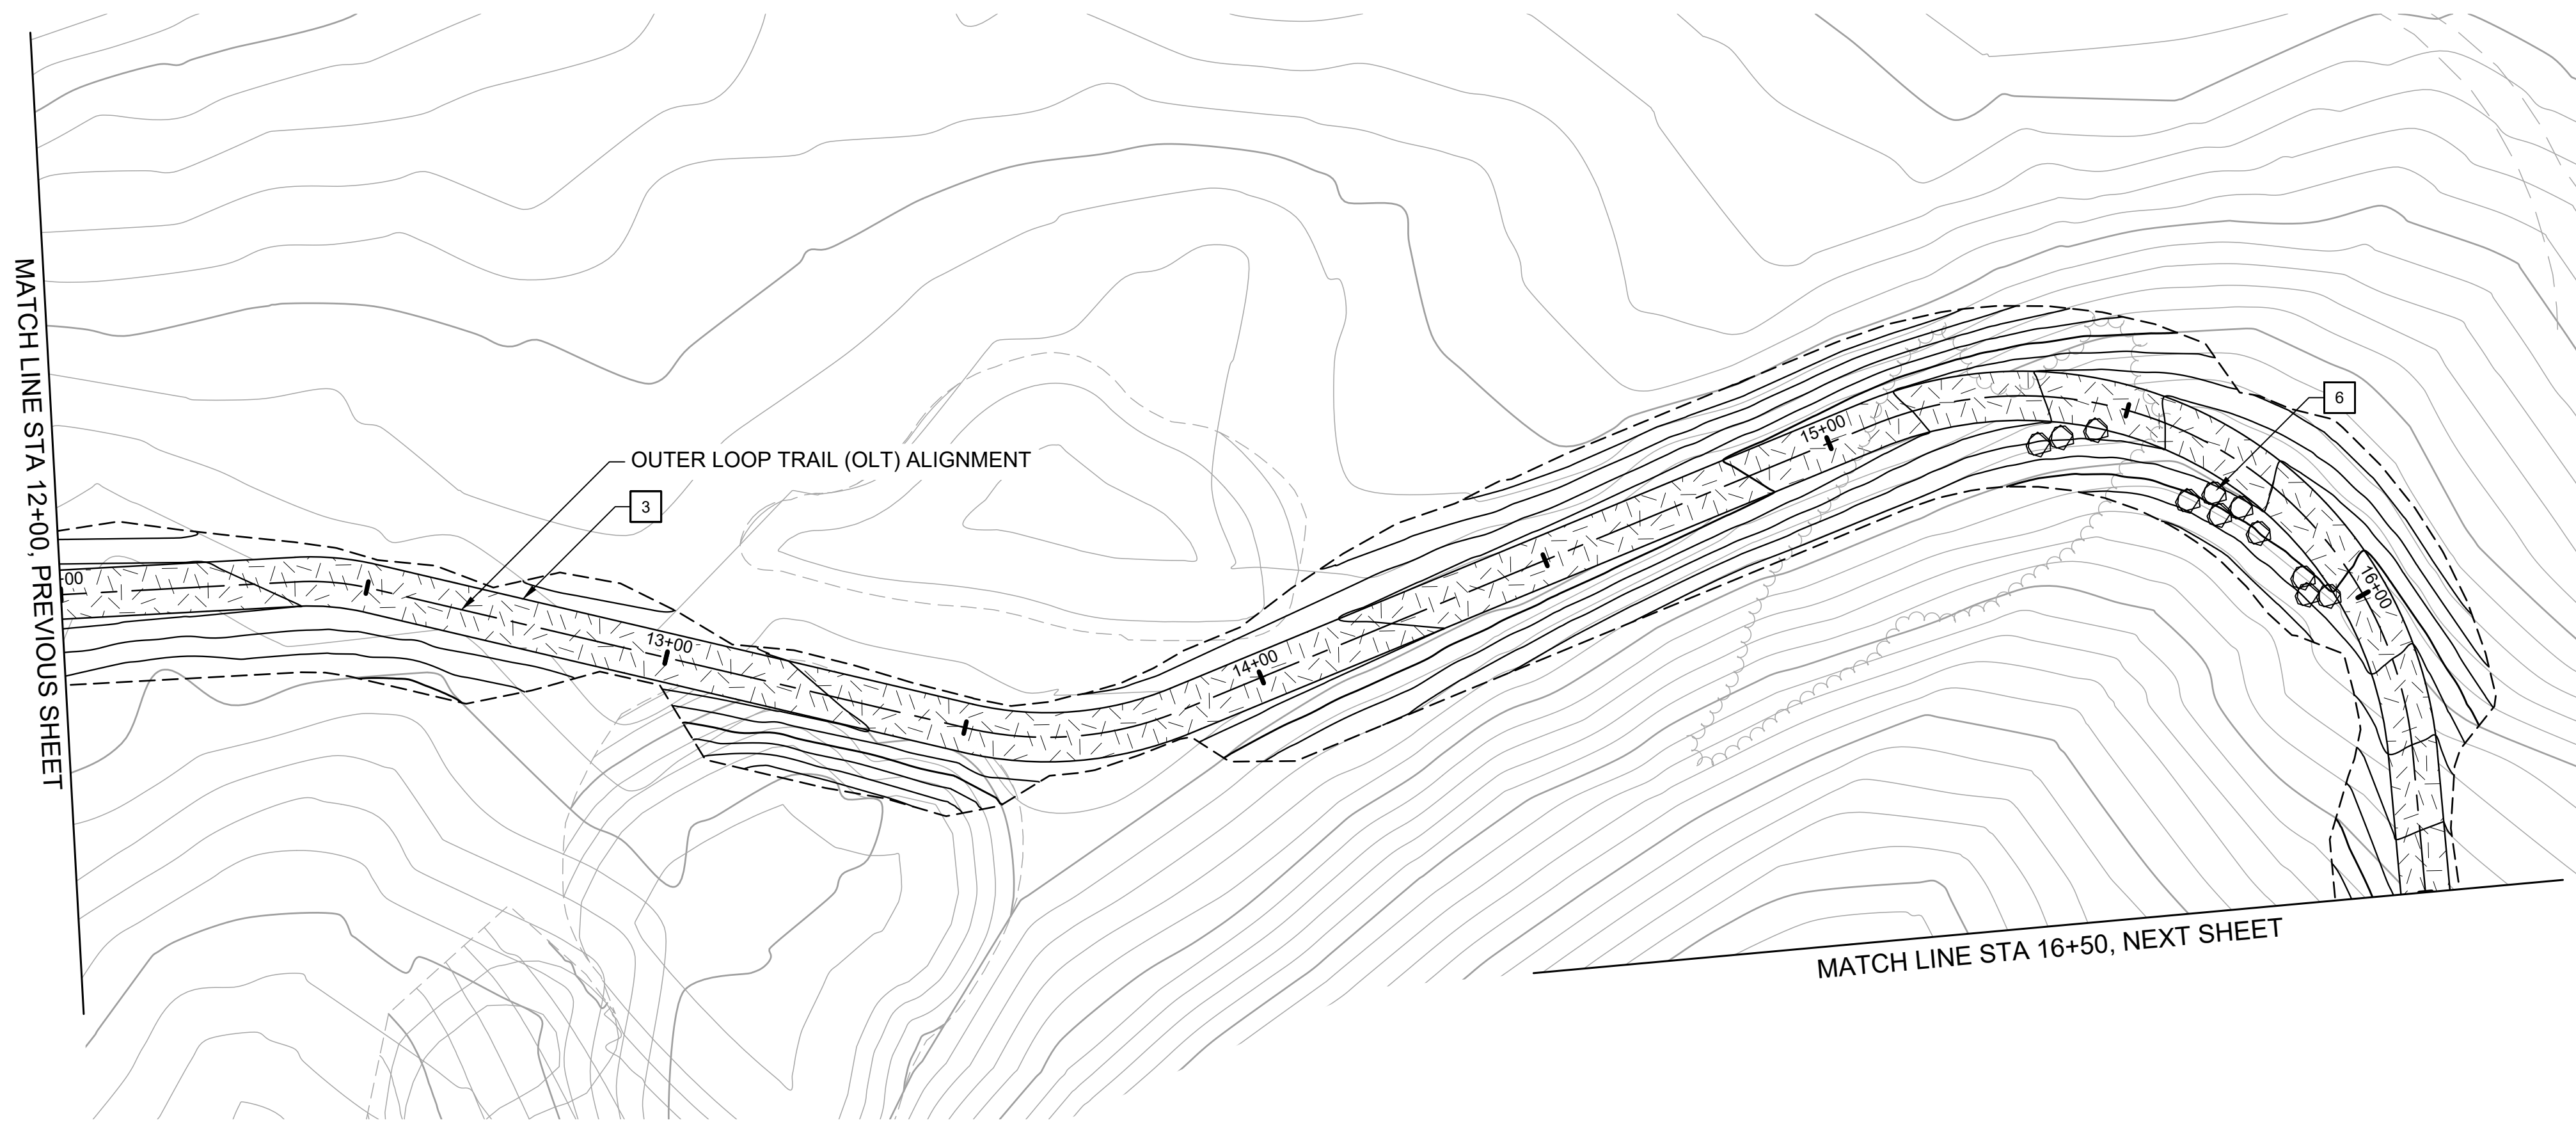 MATCH LINE STA 12+00, PREVIOUS SHEET
OUTER LOOP TRAIL (OLT) ALIGNMENT
3
6
-00
13+00
14+00
15+00
16+00
MATCH LINE STA 16+50, NEXT SHEET